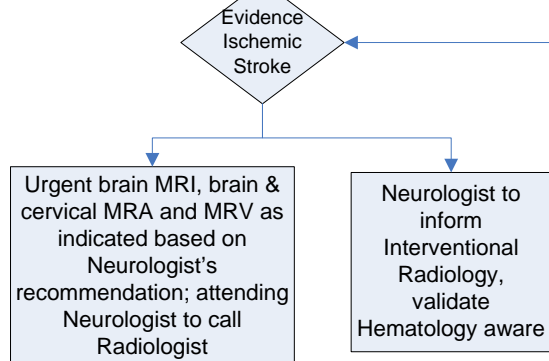 Evidence
Ischemic
Stroke
Urgent brain MRI, brain &
cervical MRA and MRV as
indicated based on
Neurologist's
recommendation; attending
Neurologist to call
Radiologist
Neurologist to
inform
Interventional
Radiology,
validate
Hematology aware